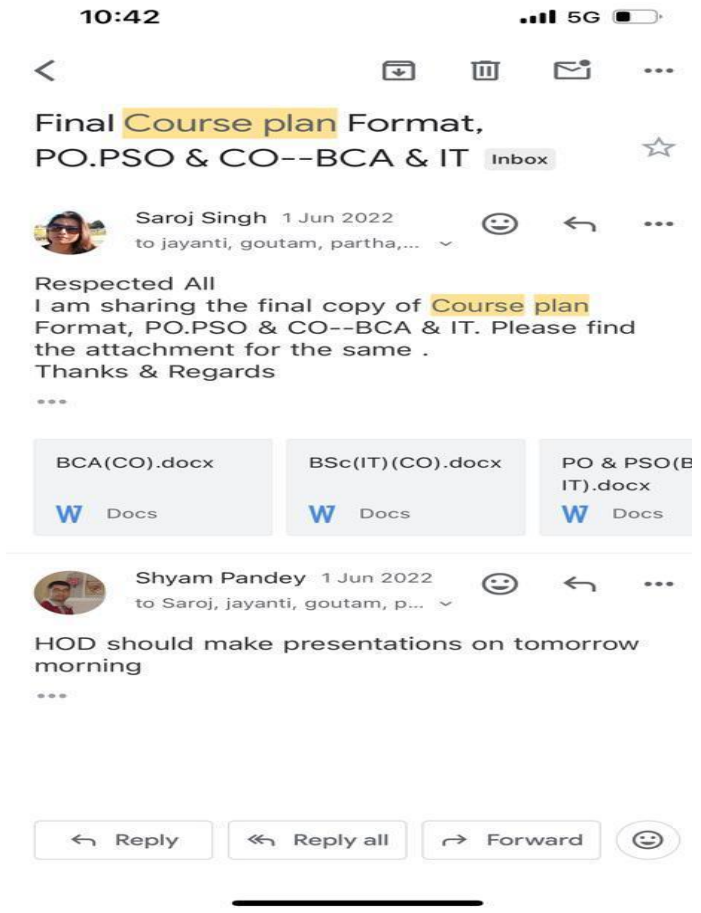 10:42
5G
Final Course plan Format,
PO.PSO & CO--BCA & IT Inbox
Saroj Singh 1 Jun 2022
to jayanti, goutam, partha,...
Respected All
I am sharing the final copy of Course plan
Format, PO.PSO & CO--BCA & IT. Please find
the attachment for the same .
Thanks & Regards
BCA(CO).docx
W Docs
BSc(IT)(CO).docx
W Docs
PO & PSO(B
IT).docx
W Docs
Shyam Pandey 1 Jun 2022
to Saroj, jayanti, goutam, p...
HOD should make presentations on tomorrow
morning
Reply
Reply all
Forward